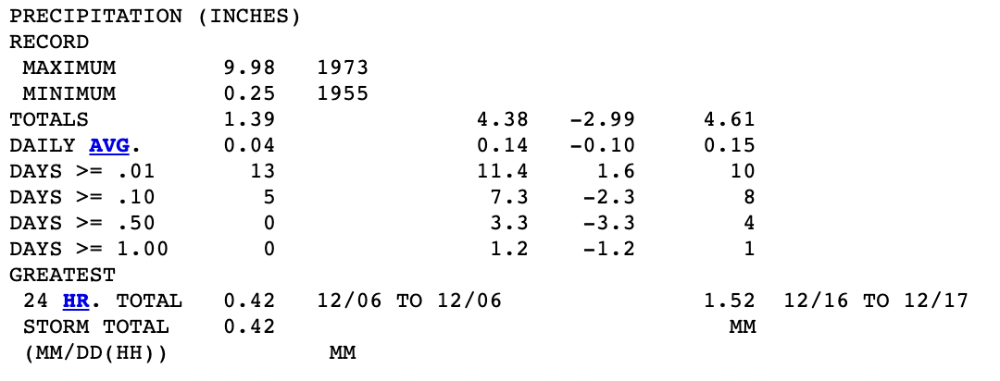 PRECIPITATION (INCHES)
RECORD
 MAXIMUM        9.98   1973
 MINIMUM        0.25   1955
TOTALS          1.39               4.38   -2.99     4.61
DAILY AVG.      0.04               0.14   -0.10     0.15
DAYS >= .01       13               11.4     1.6       10
DAYS >= .10        5                7.3    -2.3        8
DAYS >= .50        0                3.3    -3.3        4
DAYS >= 1.00       0                1.2    -1.2        1
GREATEST
 24 HR. TOTAL   0.42   12/06 TO 12/06               1.52  12/16 TO 12/17
 STORM TOTAL    0.42                                  MM
 (MM/DD(HH))            MM